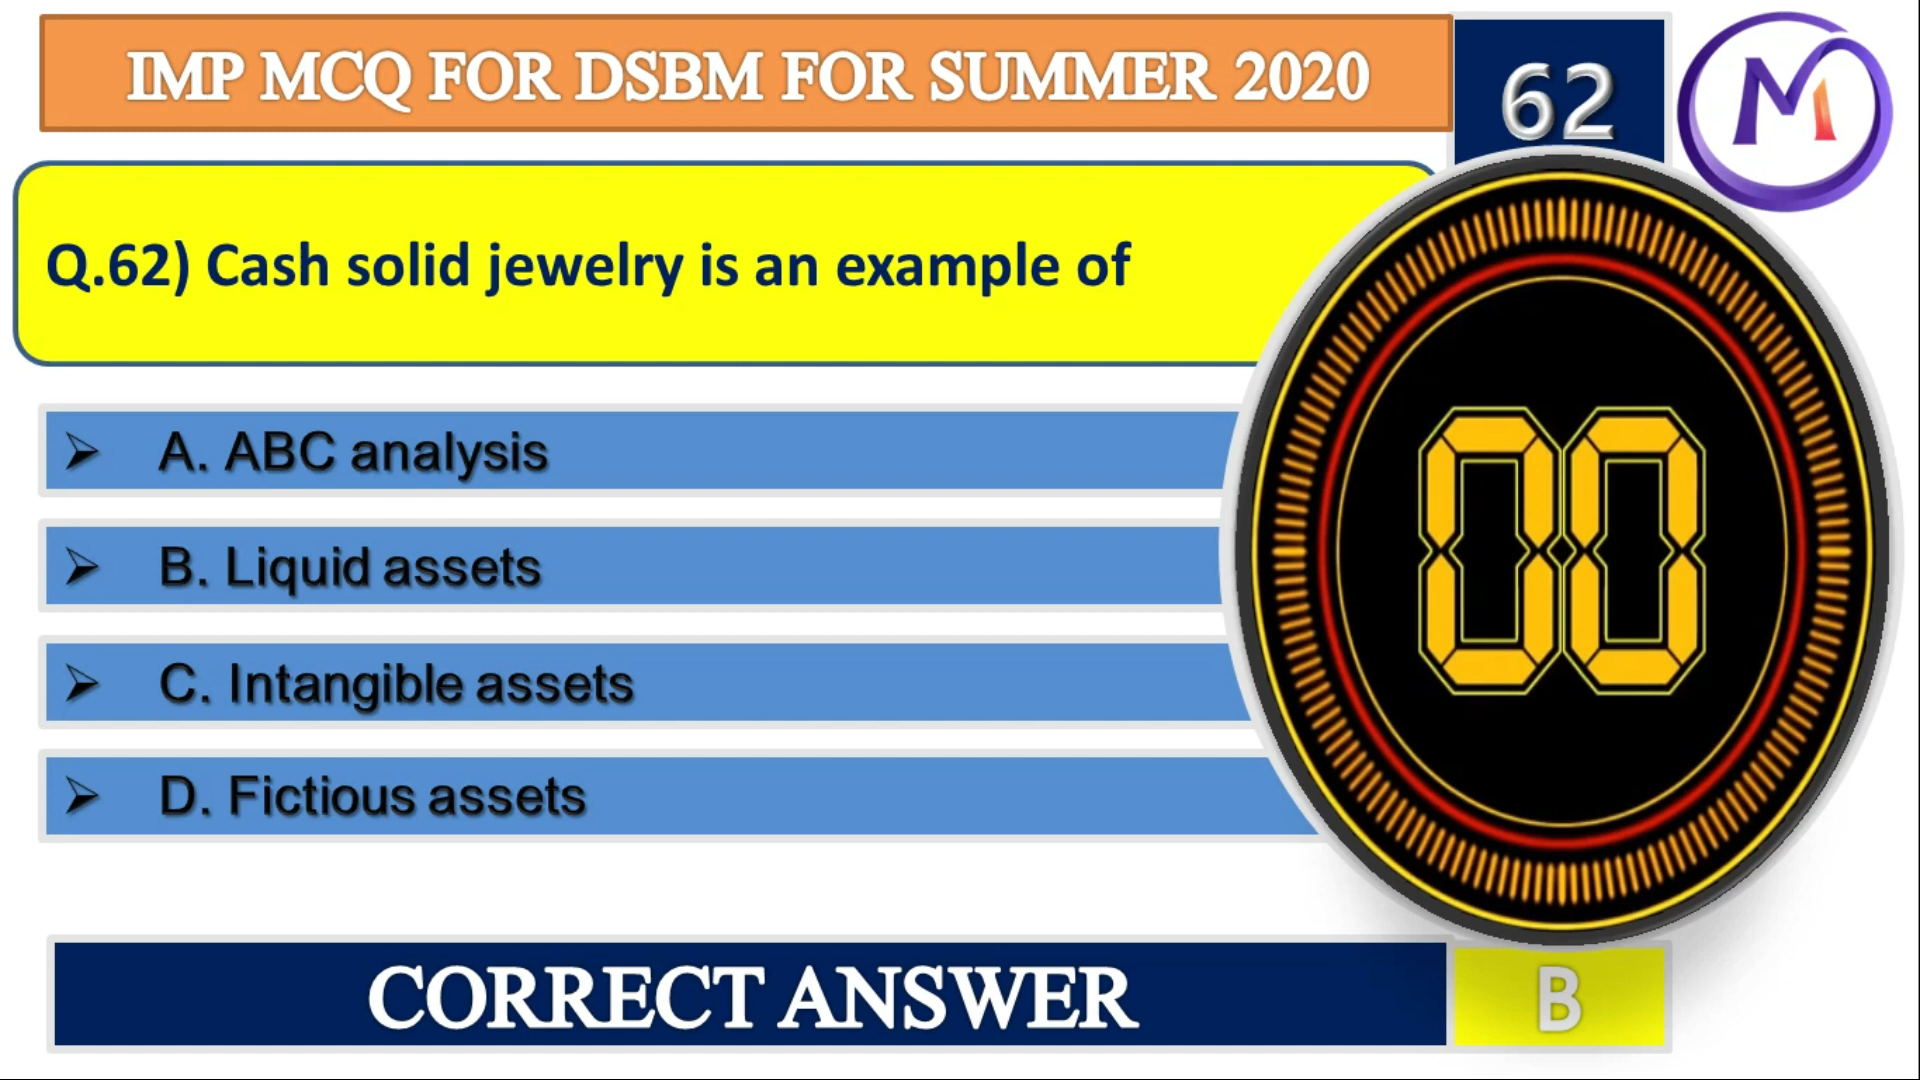 IMP MCQ FOR DSBM FOR SUMMER 2020
62
M
Q.62) Cash solid jewelry is an example of
A. ABC analysis
B. Liquid assets
C. Intangible assets
D. Fictious assets
00
CORRECT ANSWER
B